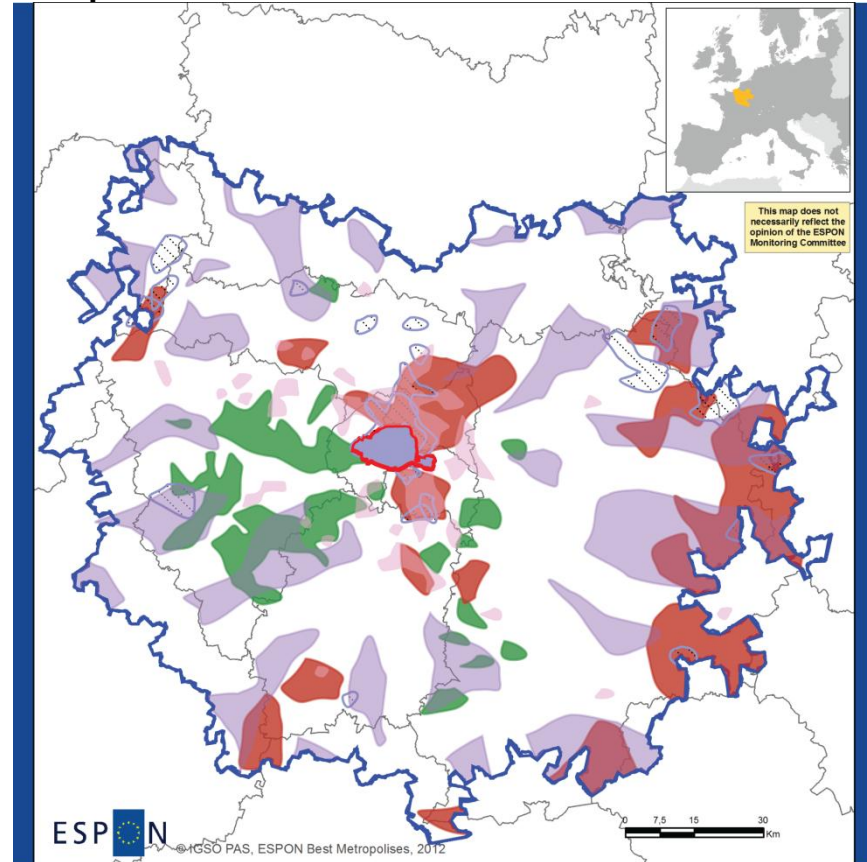 This map does not
necessarily reflect the
opinion of the ESPON
Monitoring Committee
ESPON
© IGSO PAS, ESPON Best Metropolises, 2012
0 7,5 15 30
Km